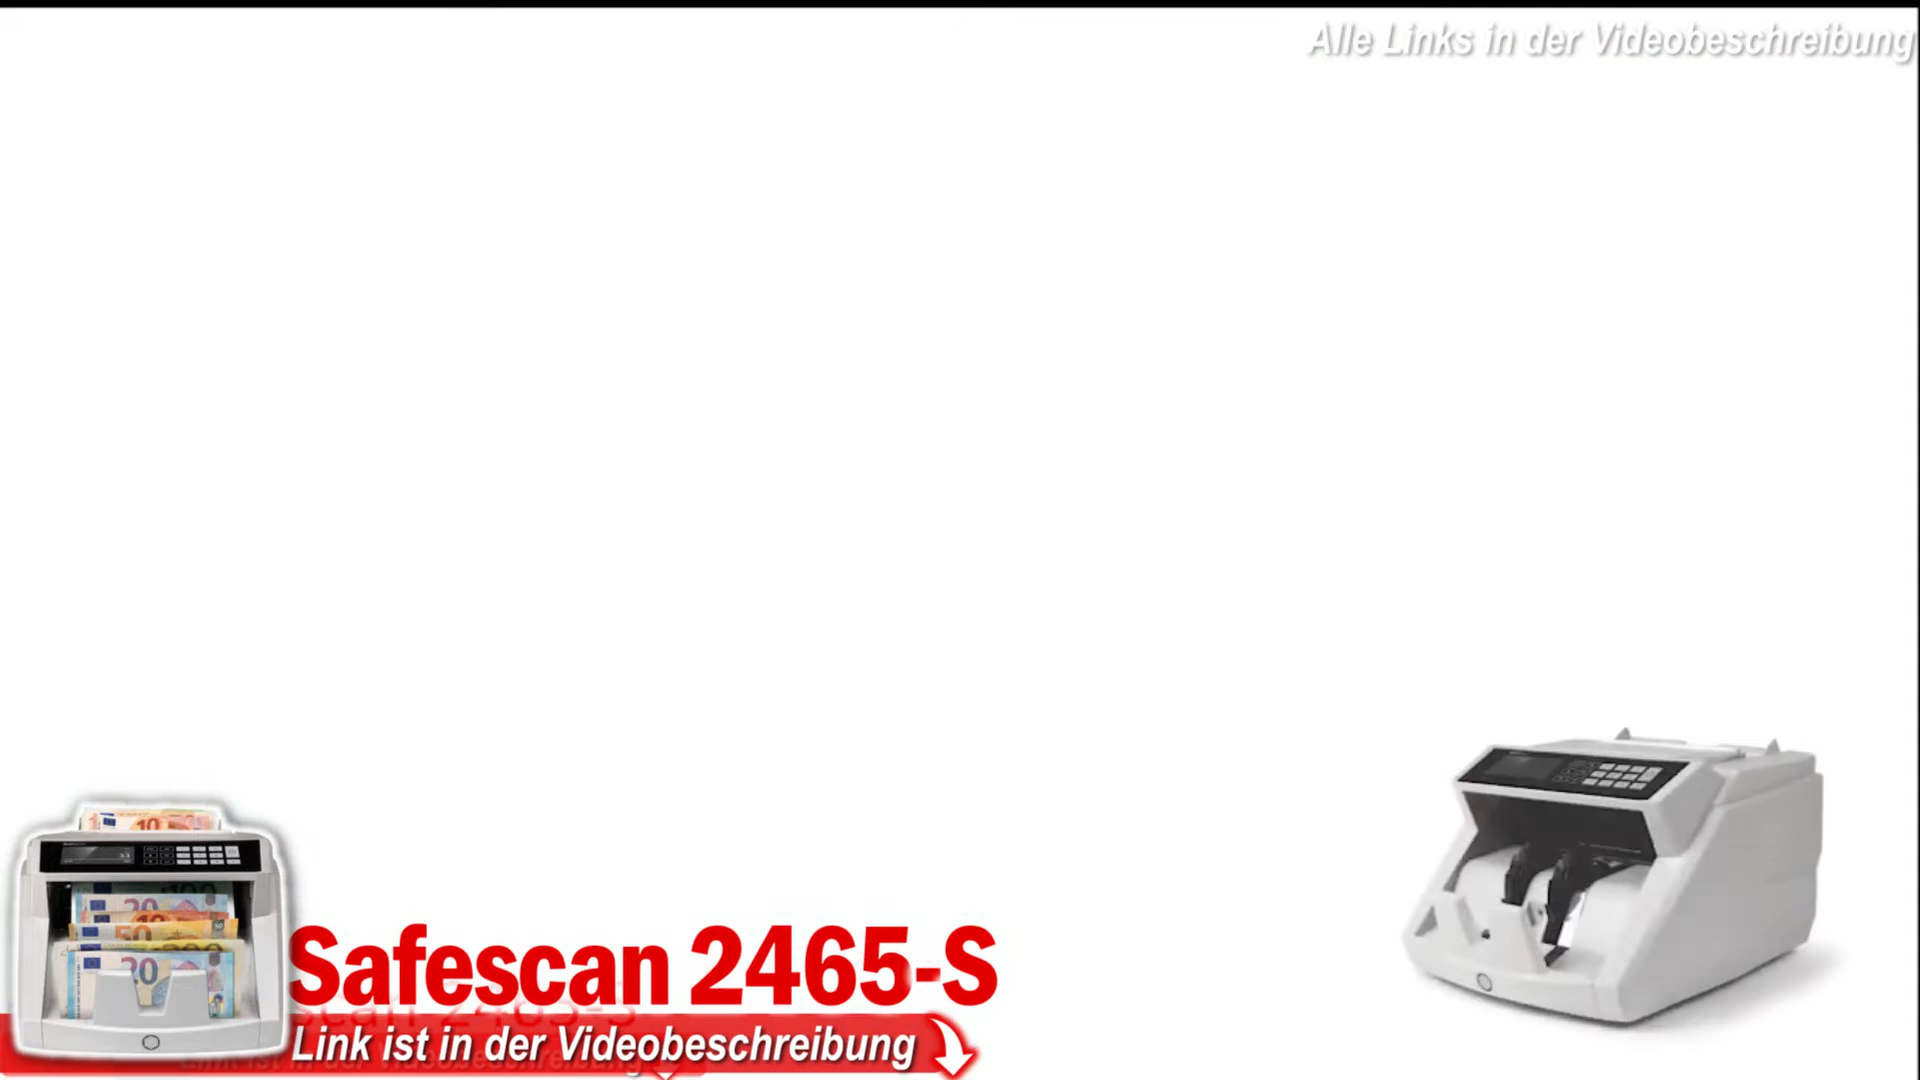 Alle Links in der Videobeschreibung
Safescan 2465-S
Link ist in der Videobeschreibung